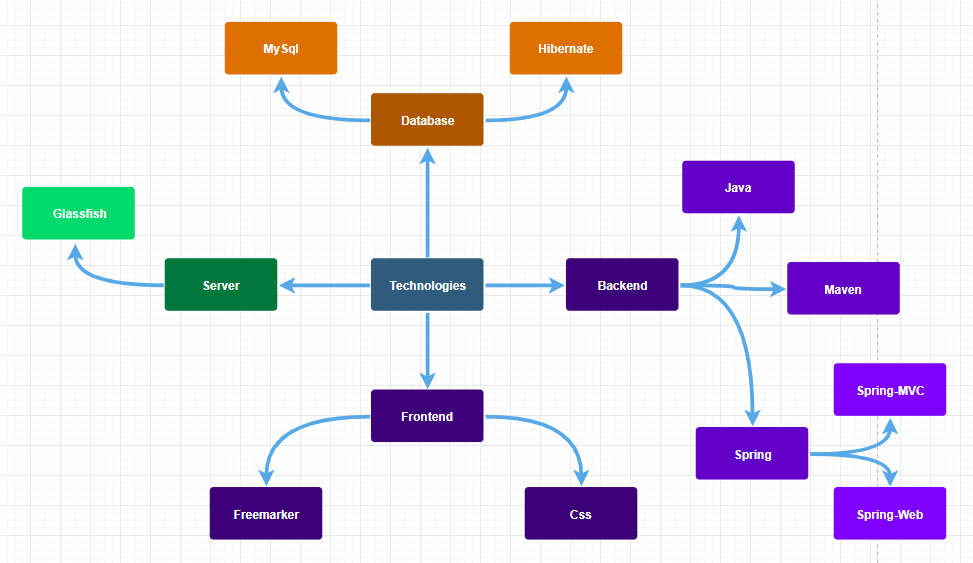 MySql
Hibernate
Database
Java
Glassfish
Server
Technologies
Backend
Maven
Spring-MVC
Frontend
Spring
Freemarker
Css
Spring-Web